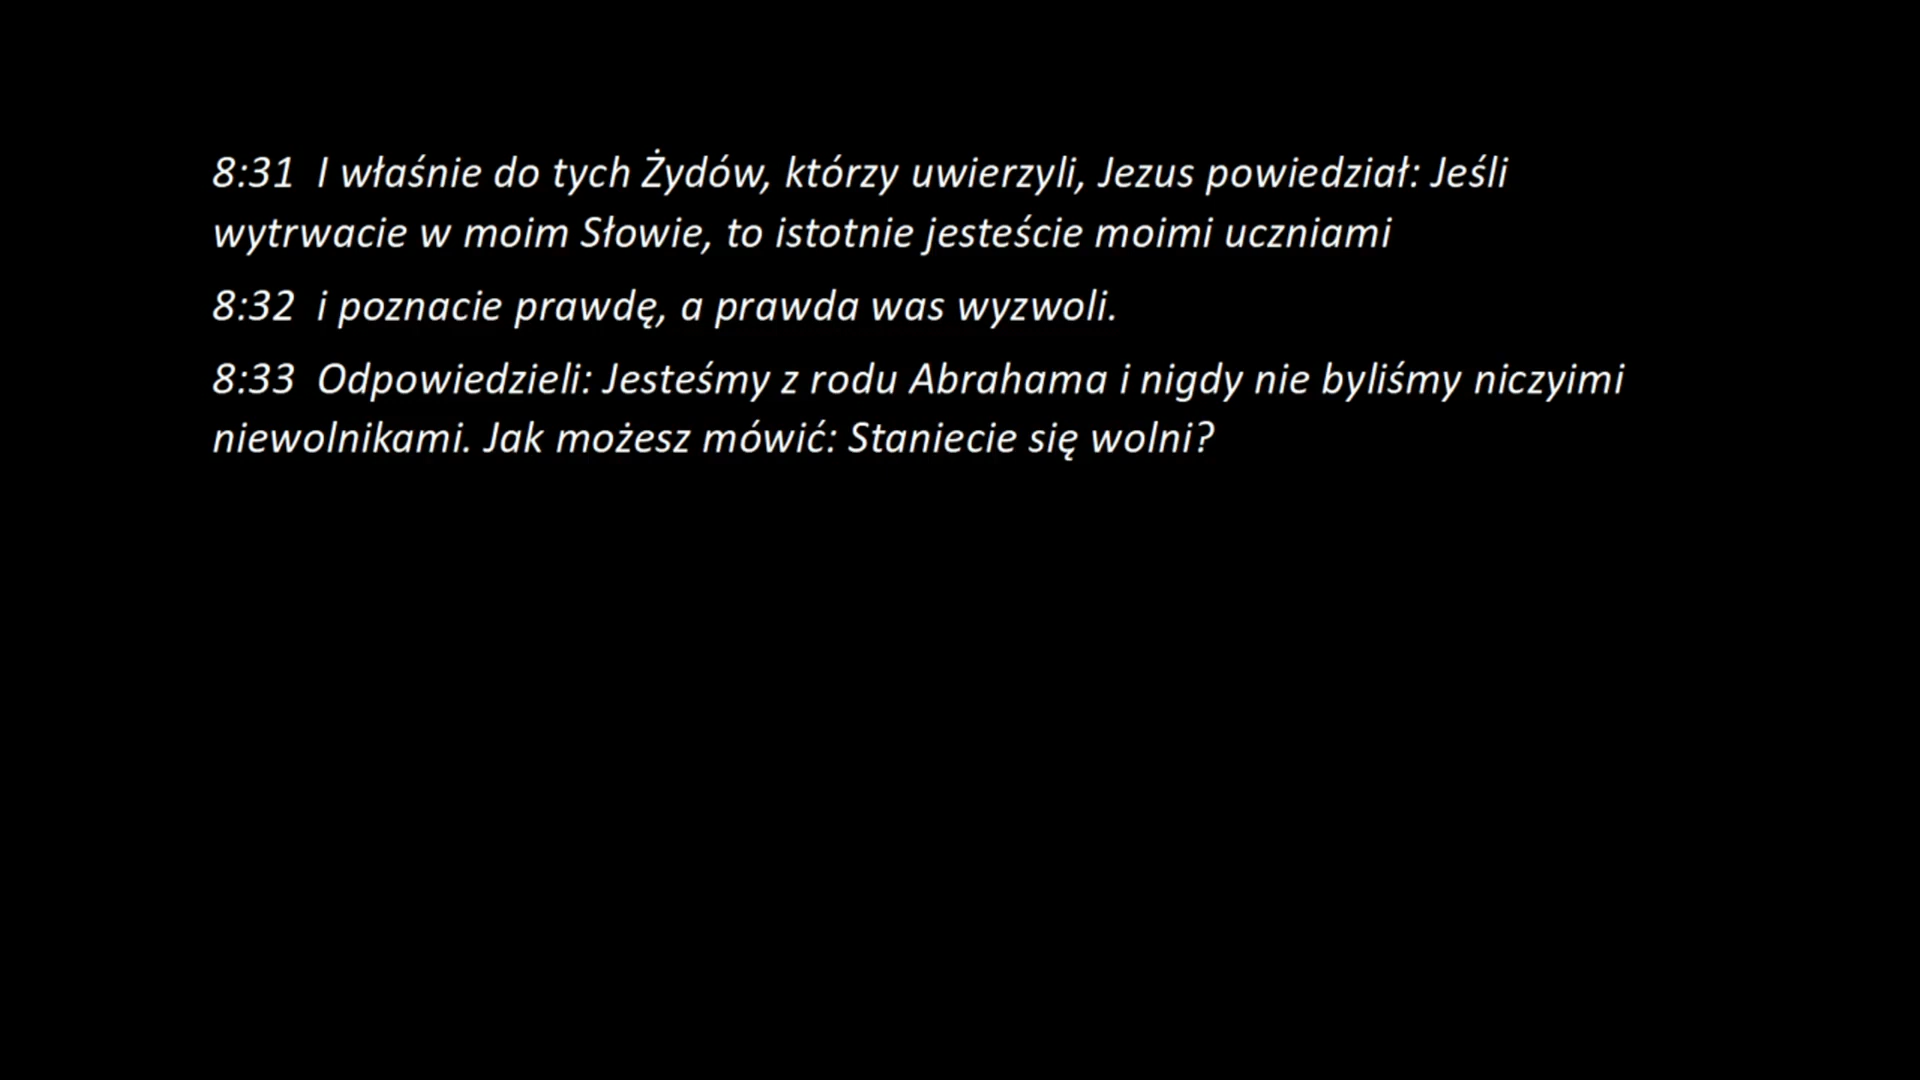 8:31 I właśnie do tych Żydów, którzy uwierzyli, Jezus powiedział: Jeśli
wytrwacie w moim Słowie, to istotnie jesteście moimi uczniami
8:32 i poznacie prawdę, a prawda was wyzwoli.
8:33 Odpowiedzieli: Jesteśmy z rodu Abrahama i nigdy nie byliśmy niczyimi
niewolnikami. Jak możesz mówić: Staniecie się wolni?